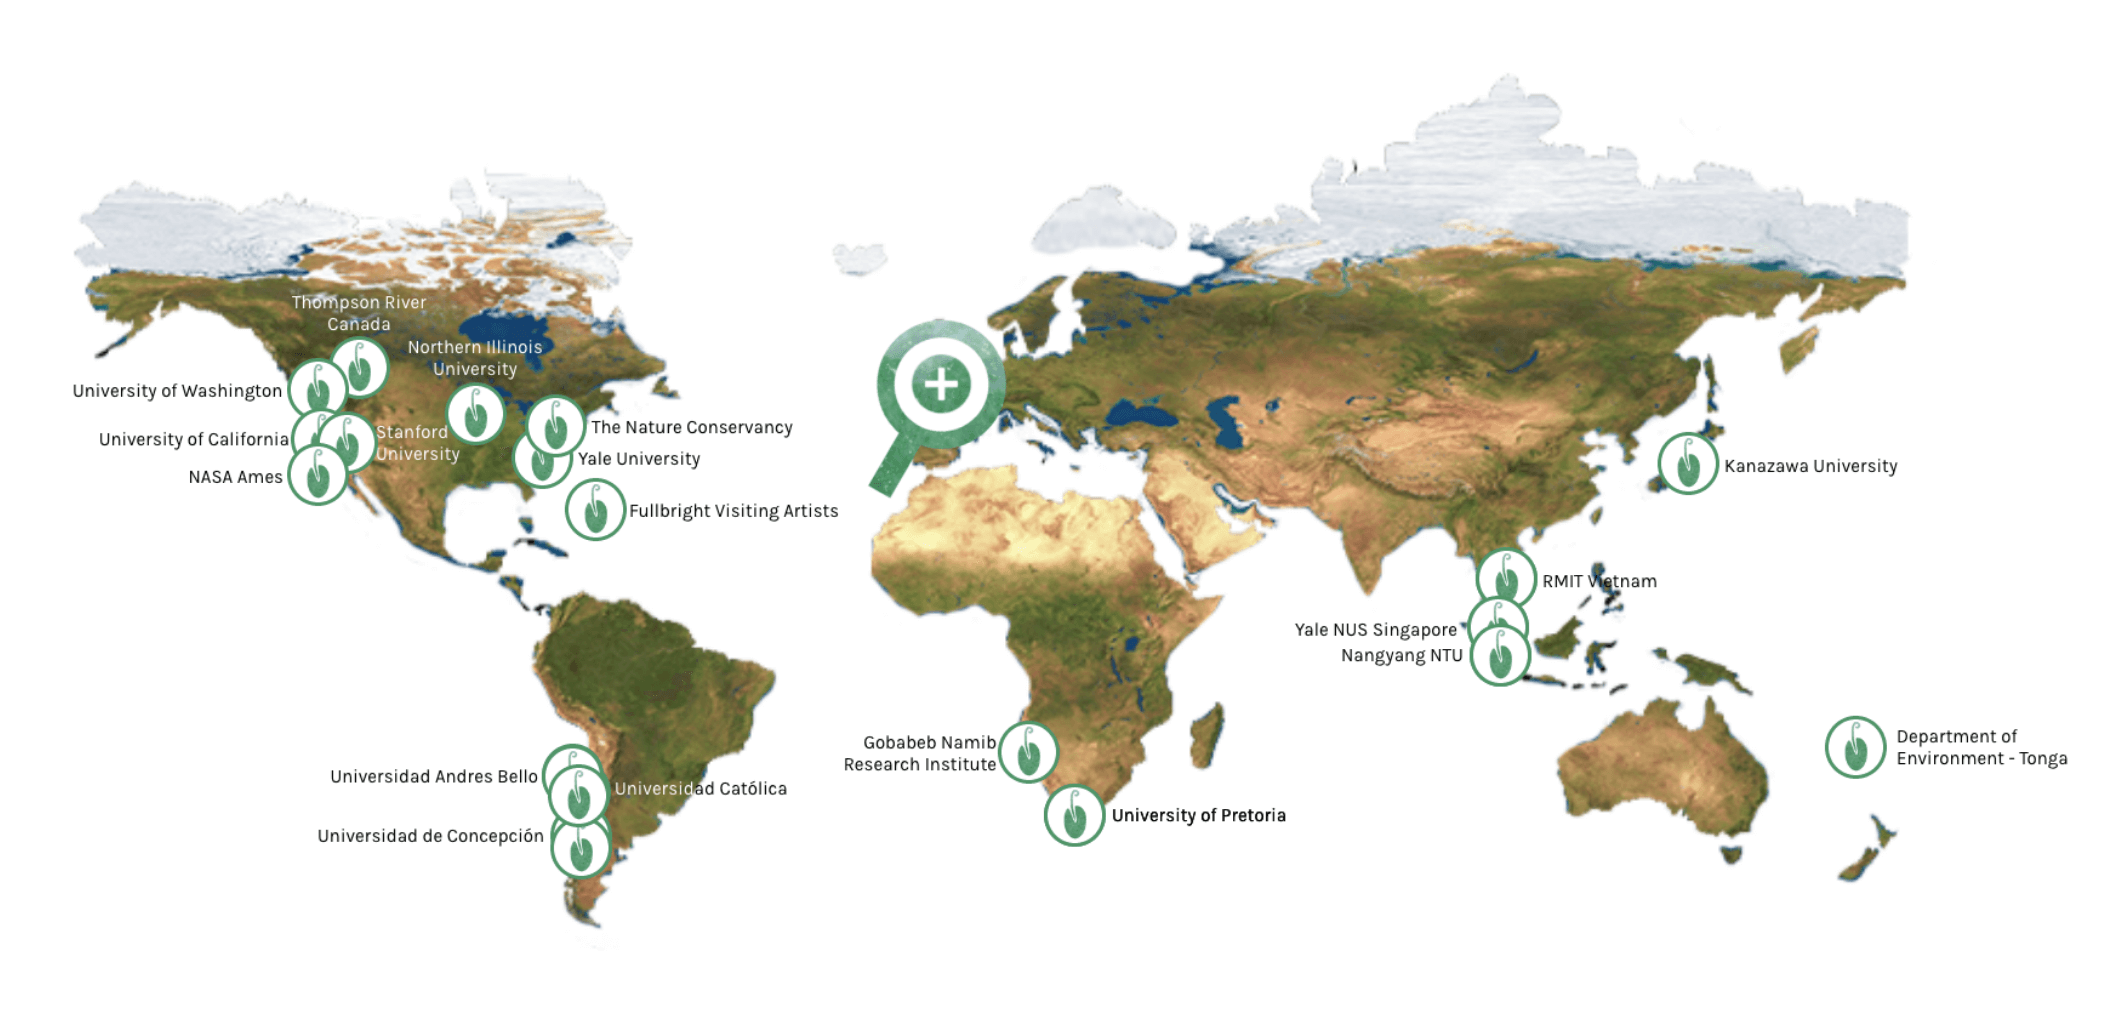 Thompson River
Canada
Northern Illinois
University
University of Washington
University of California
Stanford
University
The Nature Conservancy
Yale University
NASA Ames
Fullbright Visiting Artists
Kanazawa University
RMIT Vietnam
Yale NUS Singapore
Nangyang NTU
Gobabeb Namib
Research Institute
Department of
Environment - Tonga
Universidad Andres Bello
Universidad Católica
University of Pretoria
Universidad de Concepción